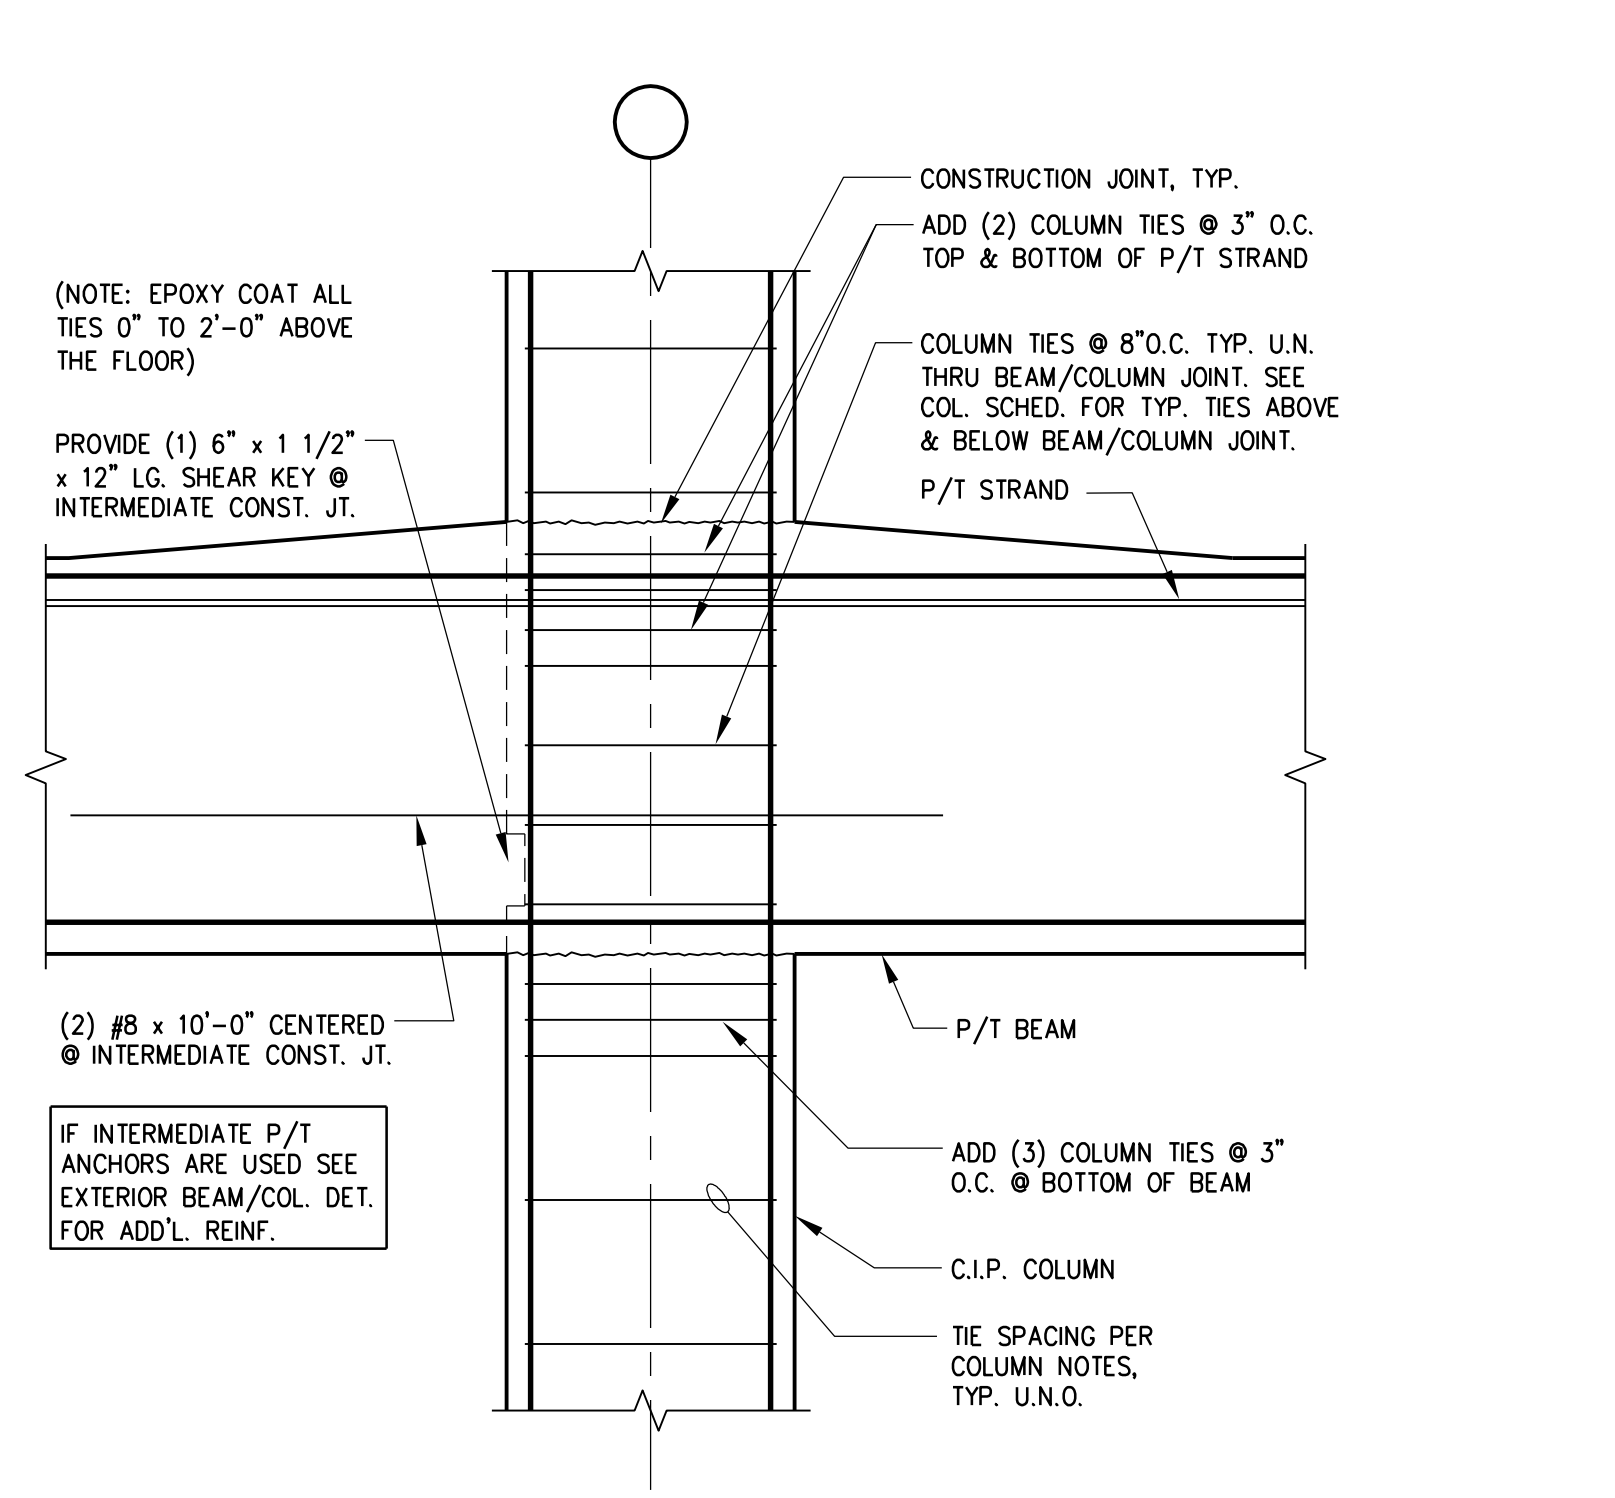 CONSTRUCTION JOINT, TYP.
ADD (2) COLUMN TIES @ 3" O.C.
TOP & BOTTOM OF P/T STRAND
(NOTE: EPOXY COAT ALL
TIES 0" TO 2'-0" ABOVE
THE FLOOR)
COLUMN TIES @ 8"O.C. TYP. U.N.
THRU BEAM/COLUMN JOINT. SEE
COL. SCHED. FOR TYP. TIES ABOVE
& BELOW BEAM/COLUMN JOINT.
PROVIDE (1) 6" x 1 1/2"
x 12" LG. SHEAR KEY @
INTERMEDIATE CONST. JT.
P/T STRAND
(2) #8 x 10'-0" CENTERED
@ INTERMEDIATE CONST. JT.
P/T BEAM
IF INTERMEDIATE P/T
ANCHORS ARE USED SEE
EXTERIOR BEAM/COL. DET.
FOR ADD'L. REINF.
ADD (3) COLUMN TIES @ 3"
O.C. @ BOTTOM OF BEAM
C.I.P. COLUMN
TIE SPACING PER
COLUMN NOTES,
TYP. U.N.O.